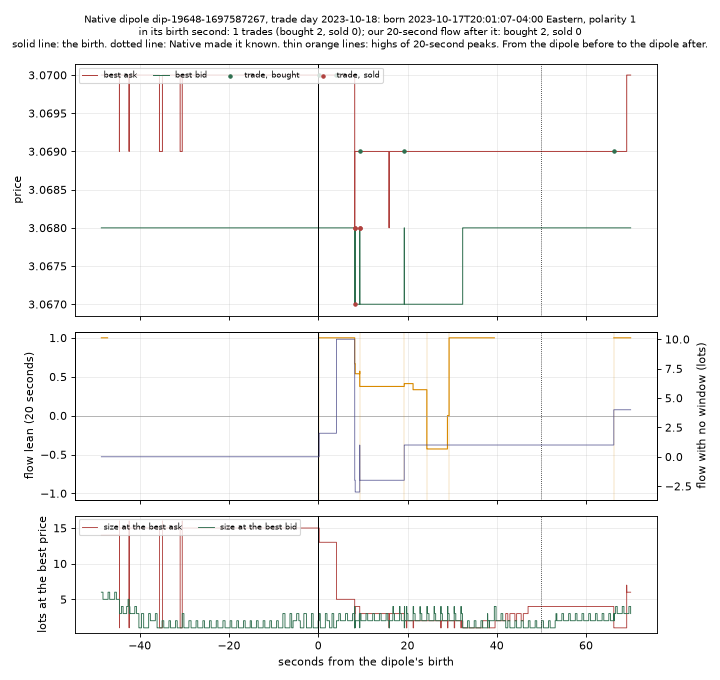 Native dipole dip-19648-1697587267, trade day 2023-10-18: born 2023-10-17T20:01:07-04:00 Eastern, polarity 1
in its birth second: 1 trades (bought 2, sold 0); our 20-second flow after it: bought 2, sold 0
solid line: the birth. dotted line: Native made it known. thin orange lines: highs of 20-second peaks. From the dipole before to the dipole after.
best ask best bid trade, bought trade, sold
3.0700
3.0695
3.0690
3.0685
3.0680
3.0675
3.0670
price
1.0
0.5
0.0
−0.5
−1.0
flow lean (20 seconds)
10.0
7.5
5.0
2.5
0.0
−2.5
flow with no window (lots)
size at the best ask size at the best bid
15
10
5
lots at the best price
−40 −20 0 20 40 60
seconds from the dipole's birth